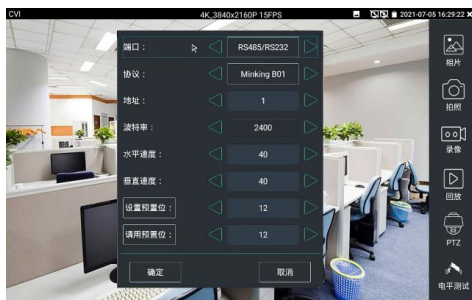 CVI 4K_3840x2160P 15FPS 2021-07-05 16:29:22
端口： RS485/RS232
协议： Minking B01
地址： 1
波特率： 2400
水平速度： 40
垂直速度： 40
设置预置位： 12
调用预置位： 12
确定 取消
相片
拍照
录像
回放
PTZ
电平测试